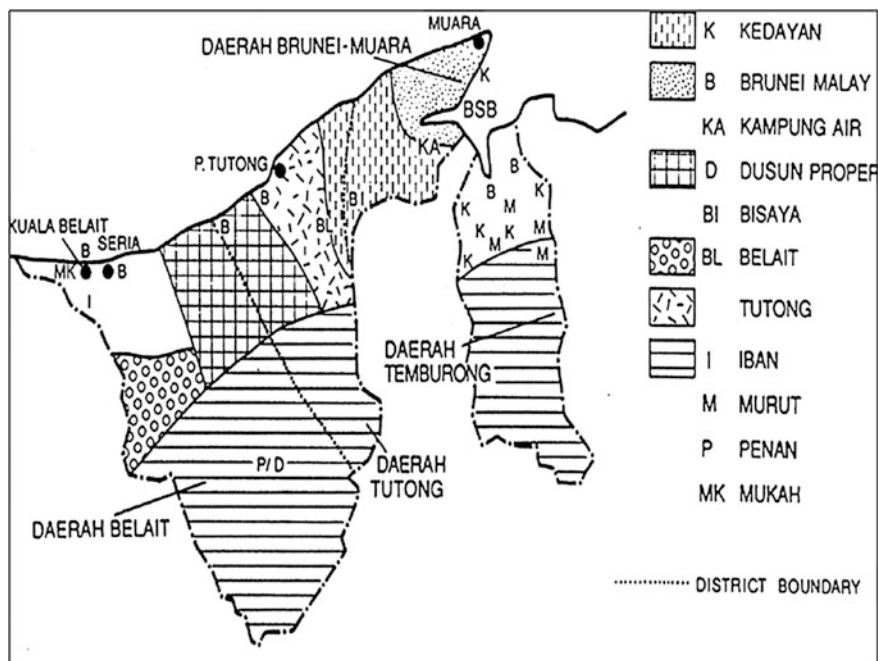 MUARA
DAERAH BRUNEI-MUARA
K
BSB
KA
P. TUTONG
B
B
BL
BI
KUALA BELAIT
B
SERIA
MK
B
I
B
B
K
M
K
K
M
M
K
M
DAERAH
TEMBURONG
P/D
DAERAH
TUTONG
DAERAH BELAIT
K KEDAYAN
B BRUNEI MALAY
KA KAMPUNG AIR
D DUSUN PROPER
BI BISAYA
BL BELAIT
TUTONG
I IBAN
M MURUT
P PENAN
MK MUKAH
DISTRICT BOUNDARY